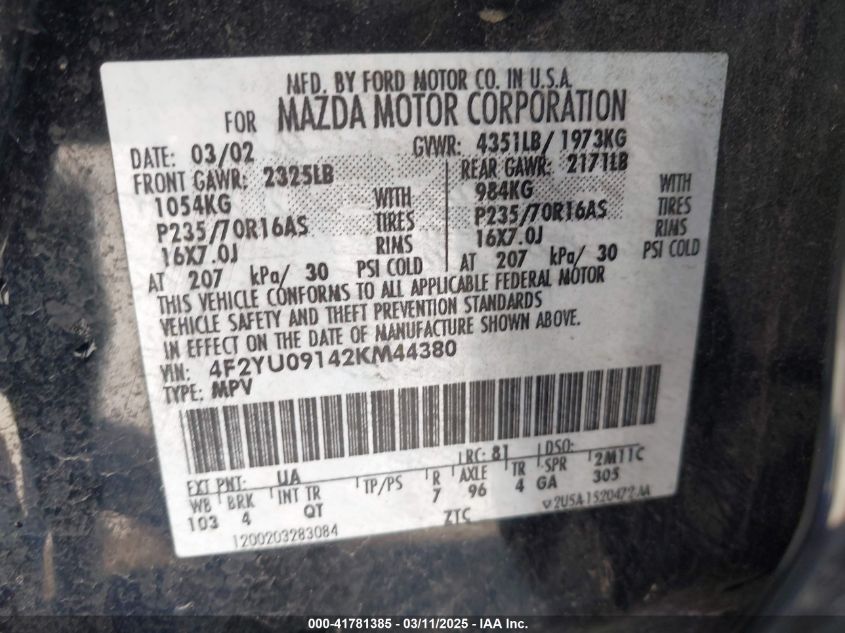 MFD. BY FORD MOTOR CO. IN U.S.A.
FOR MAZDA MOTOR CORPORATION
DATE: 03/02 GVWR: 4351LB/ 1973KG
FRONT GAWR: 2325LB REAR GAWR: 2171LB
1054KG WITH 984KG WITH
P235/70R16AS TIRES P235/70R16AS TIRES
16X7.0J RIMS 16X7.0J RIMS
AT 207 kPa/ 30 PSI COLD AT 207 kPa/ 30 PSI COLD
THIS VEHICLE CONFORMS TO ALL APPLICABLE FEDERAL MOTOR
VEHICLE SAFETY AND THEFT PREVENTION STANDARDS
IN EFFECT ON THE DATE OF MANUFACTURE SHOWN ABOVE.
VIN: 4F2YU09142KM44380
TYPE: MPV
EXT PNT: UA RC: 81 DSO:
WB BRK INT TR TP/PS R AXLE TR SPR 2M11C
103 4 QT 7 96 4 GA 305
1200203283084 ZTC
000-41781385 - 03/11/2025 - IAA Inc.